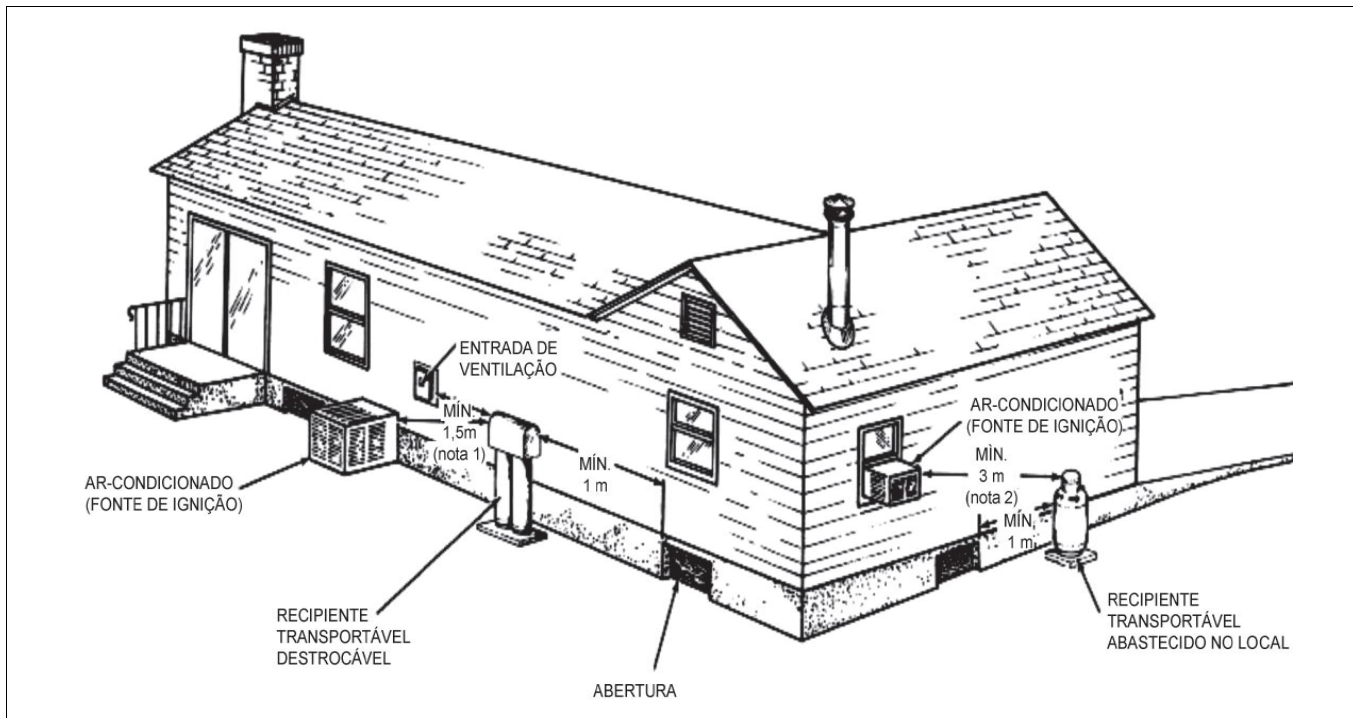 ENTRADA DE
VENTILAÇÃO
MÍN.
1,5m
(nota 1)
MÍN.
1 m
AR-CONDICIONADO
(FONTE DE IGNIÇÃO)
AR-CONDICIONADO
(FONTE DE IGNIÇÃO)
MÌN.
3 m
(nota 2)
MÍN.
1 m
RECIPIENTE
TRANSPORTÁVEL
DESTROCÁVEL
ABERTURA
RECIPIENTE
TRANSPORTÁVEL
ABASTECIDO NO LOCAL